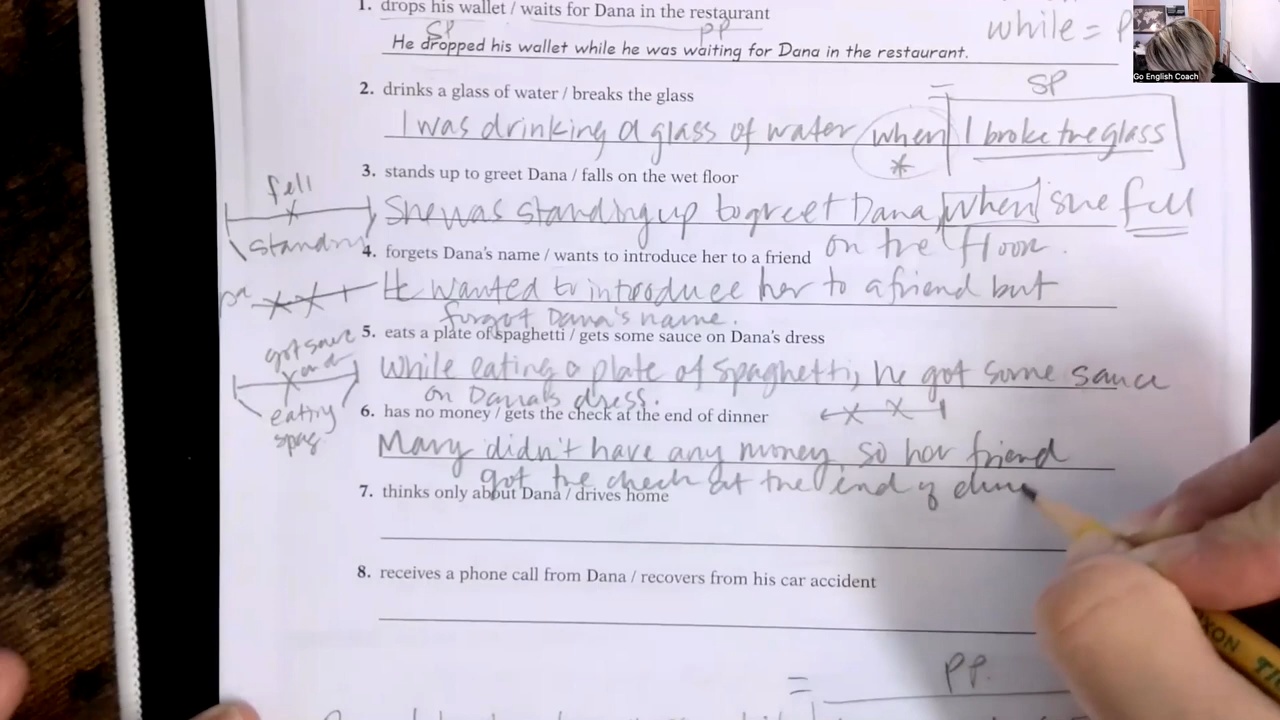 1. drops his wallet / waits for Dana in the restaurant
SP PP
while = P
He dropped his wallet while he was waiting for Dana in the restaurant.
Go English Coach
2. drinks a glass of water / breaks the glass
= SP
I was drinking a glass of water when I broke the glass
*
3. stands up to greet Dana / falls on the wet floor
fell
She was standing up to greet Dana, when she fell
on the floor.
4. forgets Dana's name / wants to introduce her to a friend
He wanted to introduce her to a friend but
forgot Dana's name.
5. eats a plate of spaghetti / gets some sauce on Dana's dress
got sauce
While eating a plate of spaghetti, he got some sauce
on Dana's dress.
eating
spag
6. has no money / gets the check at the end of dinner
Mary didn't have any money so her friend
got the check at the end of
7. thinks only about Dana / drives home
8. receives a phone call from Dana / recovers from his car accident
= PP.